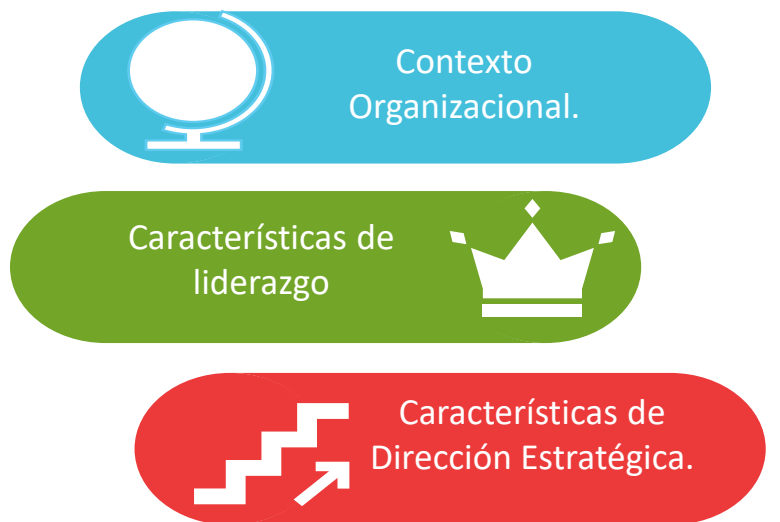 Contexto
Organizacional.
Características de
liderazgo
Características de
Dirección Estratégica.